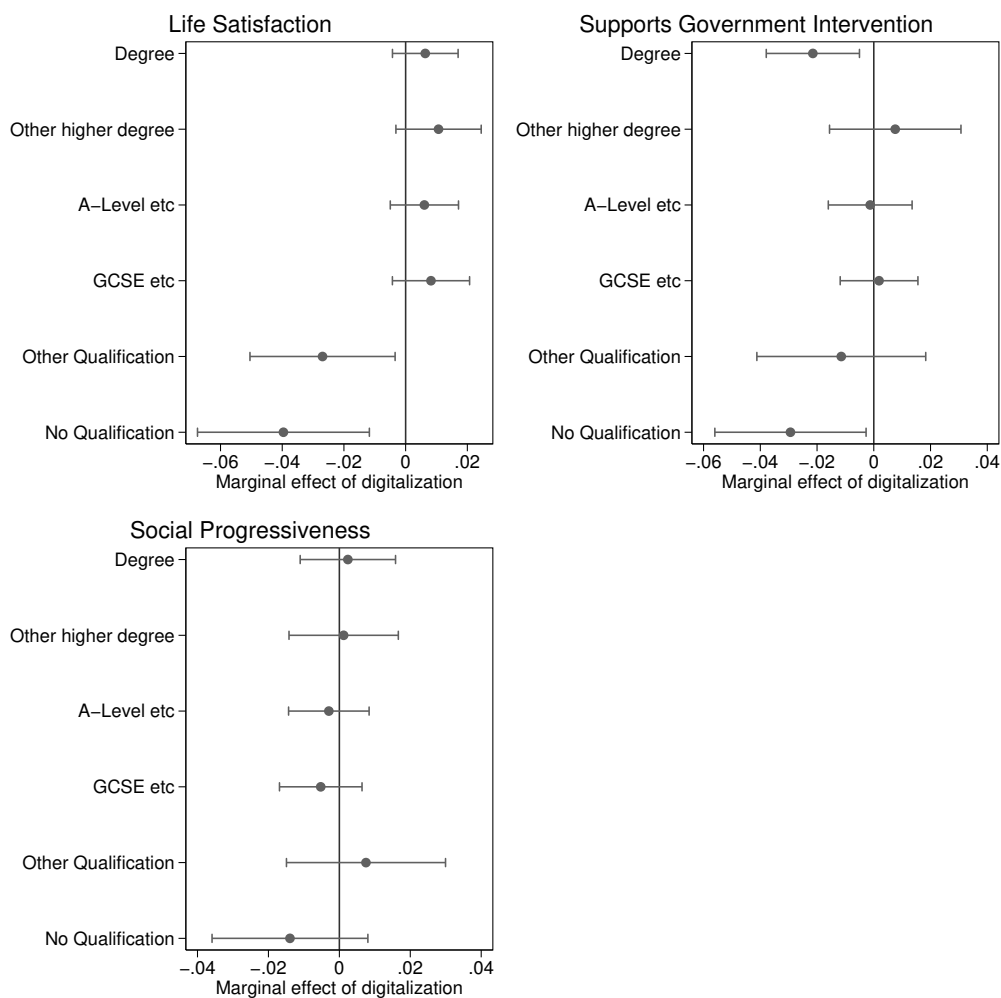 Life Satisfaction
Degree
Other higher degree
A−Level etc
GCSE etc
Other Qualification
No Qualification
−.06 −.04 −.02 0 .02
Marginal effect of digitalization
Supports Government Intervention
Degree
Other higher degree
A−Level etc
GCSE etc
Other Qualification
No Qualification
−.06 −.04 −.02 0 .02 .04
Marginal effect of digitalization
Social Progressiveness
Degree
Other higher degree
A−Level etc
GCSE etc
Other Qualification
No Qualification
−.04 −.02 0 .02 .04
Marginal effect of digitalization